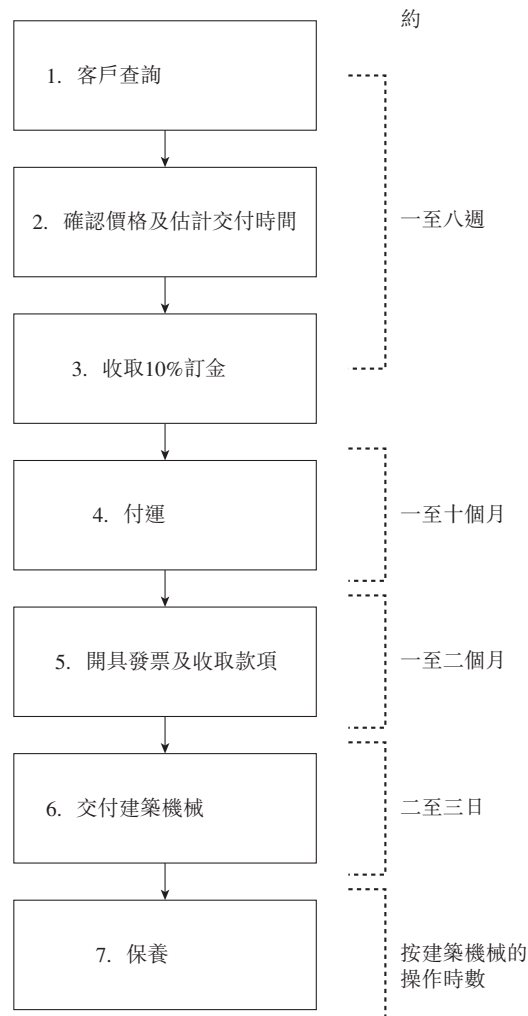 約
1. 客戶查詢
2. 確認價格及估計交付時間
一至八週
3. 收取10%訂金
4. 付運
一至十個月
5. 開具發票及收取款項
一至二個月
6. 交付建築機械
二至三日
7. 保養
按建築機械的
操作時數